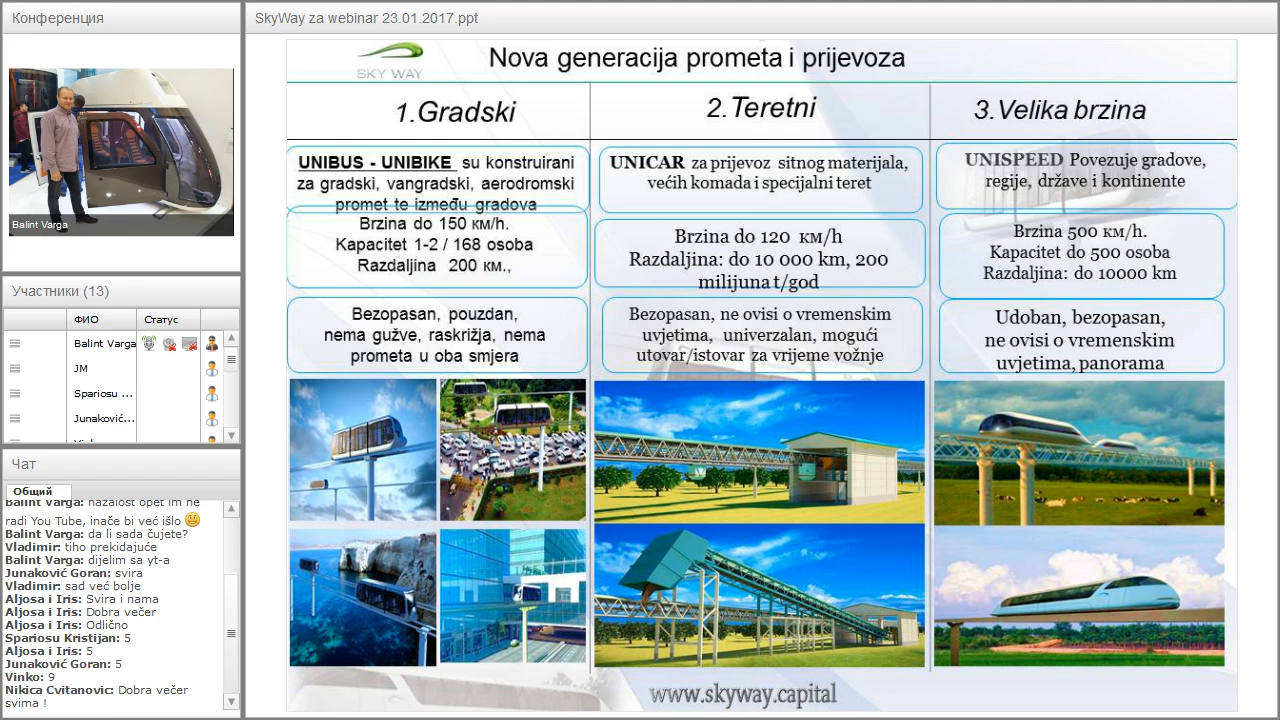 Конференция
Balint Varga
Участники (13)
ФИО
Статус
Balint Varga
JM
Spariosu ...
Junaković...
Чат
Общий
Balint Varga: nažalost opet im ne
radi You Tube, inače bi već išlo
Balint Varga: da li sada čujete?
Vladimir: tiho prekidajuće
Balint Varga: dijelim sa yt-a
Junaković Goran: svira
Vladimir: sad već bolje
Aljosa i Iris: Svira i nama
Aljosa i Iris: Dobra večer
Aljosa i Iris: Odlično
Spariosu Kristijan: 5
Aljosa i Iris: 5
Junaković Goran: 5
Vinko: 9
Nikica Cvitanovic: Dobra večer
svima !
SkyWay za webinar 23.01.2017.ppt
SKY WAY
Nova generacija prometa i prijevoza
1.Gradski
2.Teretni
3.Velika brzina
UNIBUS - UNIBIKE su konstruirani
za gradski, vangradski, aerodromski
promet te između gradova
Brzina do 150 км/h.
Kapacitet 1-2 / 168 osoba
Razdaljina 200 км.,
Bezopasan, pouzdan,
nema gužve, raskrižja, nema
prometa u oba smjera
UNICAR za prijevoz sitnog materijala,
većih komada i specijalni teret
Brzina do 120 км/h
Razdaljina: do 10 000 km, 200
milijuna t/god
Bezopasan, ne ovisi o vremenskim
uvjetima, univerzalan, mogući
utovar/istovar za vrijeme vožnje
UNISPEED Povezuje gradove,
regije, države i kontinente
Brzina 500 км/h.
Kapacitet do 500 osoba
Razdaljina: do 10000 km
Udoban, bezopasan,
ne ovisi o vremenskim
uvjetima, panorama
www.skyway.capital